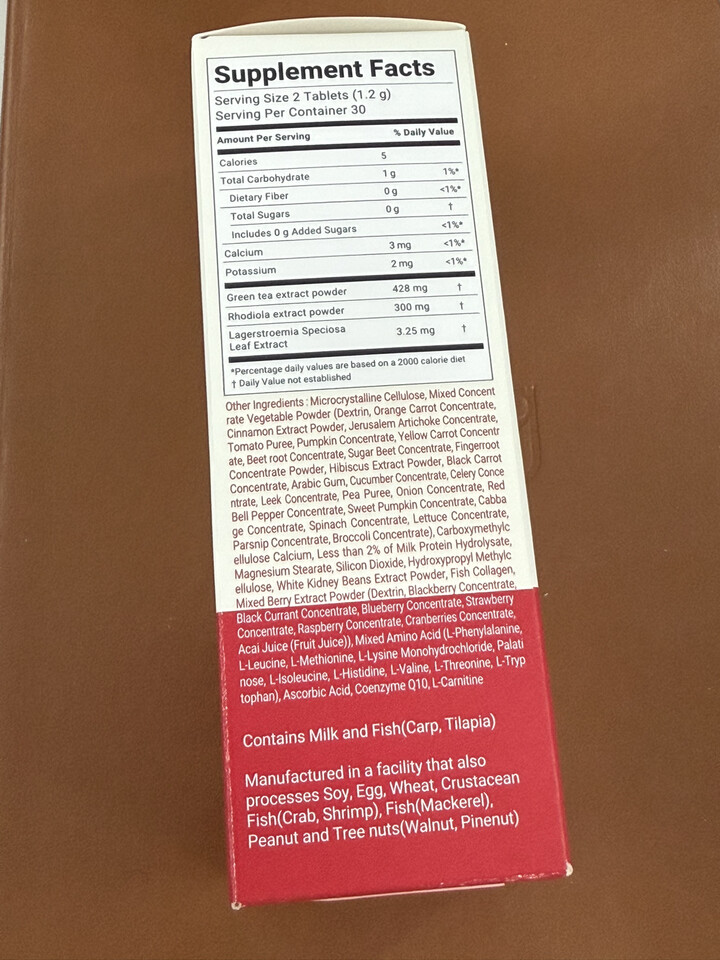 Supplement Facts
Serving Size 2 Tablets (1.2 g)
Serving Per Container 30
Amount Per Serving % Daily Value
Calories 5
Total Carbohydrate 1 g 1%*
Dietary Fiber 0 g <1%*
Total Sugars 0 g †
Includes 0 g Added Sugars <1%*
Calcium 3 mg <1%*
Potassium 2 mg <1%*
Green tea extract powder 428 mg †
Rhodiola extract powder 300 mg †
Lagerstroemia Speciosa
Leaf Extract 3.25 mg †
*Percentage daily values are based on a 2000 calorie diet
† Daily Value not established
Other Ingredients : Microcrystalline Cellulose, Mixed Concent
rate Vegetable Powder (Dextrin, Orange Carrot Concentrate,
Cinnamon Extract Powder, Jerusalem Artichoke Concentrate,
Tomato Puree, Pumpkin Concentrate, Yellow Carrot Concentr
ate, Beet root Concentrate, Sugar Beet Concentrate, Fingerroot
Concentrate Powder, Hibiscus Extract Powder, Black Carrot
Concentrate, Arabic Gum, Cucumber Concentrate, Celery Conce
ntrate, Leek Concentrate, Pea Puree, Onion Concentrate, Red
Bell Pepper Concentrate, Sweet Pumpkin Concentrate, Cabba
ge Concentrate, Spinach Concentrate, Lettuce Concentrate,
Parsnip Concentrate, Broccoli Concentrate), Carboxymethylc
ellulose Calcium, Less than 2% of Milk Protein Hydrolysate,
Magnesium Stearate, Silicon Dioxide, Hydroxypropyl Methylc
ellulose, White Kidney Beans Extract Powder, Fish Collagen,
Mixed Berry Extract Powder (Dextrin, Blackberry Concentrate,
Black Currant Concentrate, Blueberry Concentrate, Strawberry
Concentrate, Raspberry Concentrate, Cranberries Concentrate,
Acai Juice (Fruit Juice)), Mixed Amino Acid (L-Phenylalanine,
L-Leucine, L-Methionine, L-Lysine Monohydrochloride, Palati
nose, L-Isoleucine, L-Histidine, L-Valine, L-Threonine, L-Tryp
tophan), Ascorbic Acid, Coenzyme Q10, L-Carnitine
Contains Milk and Fish(Carp, Tilapia)
Manufactured in a facility that also
processes Soy, Egg, Wheat, Crustacean
Fish(Crab, Shrimp), Fish(Mackerel),
Peanut and Tree nuts(Walnut, Pinenut)